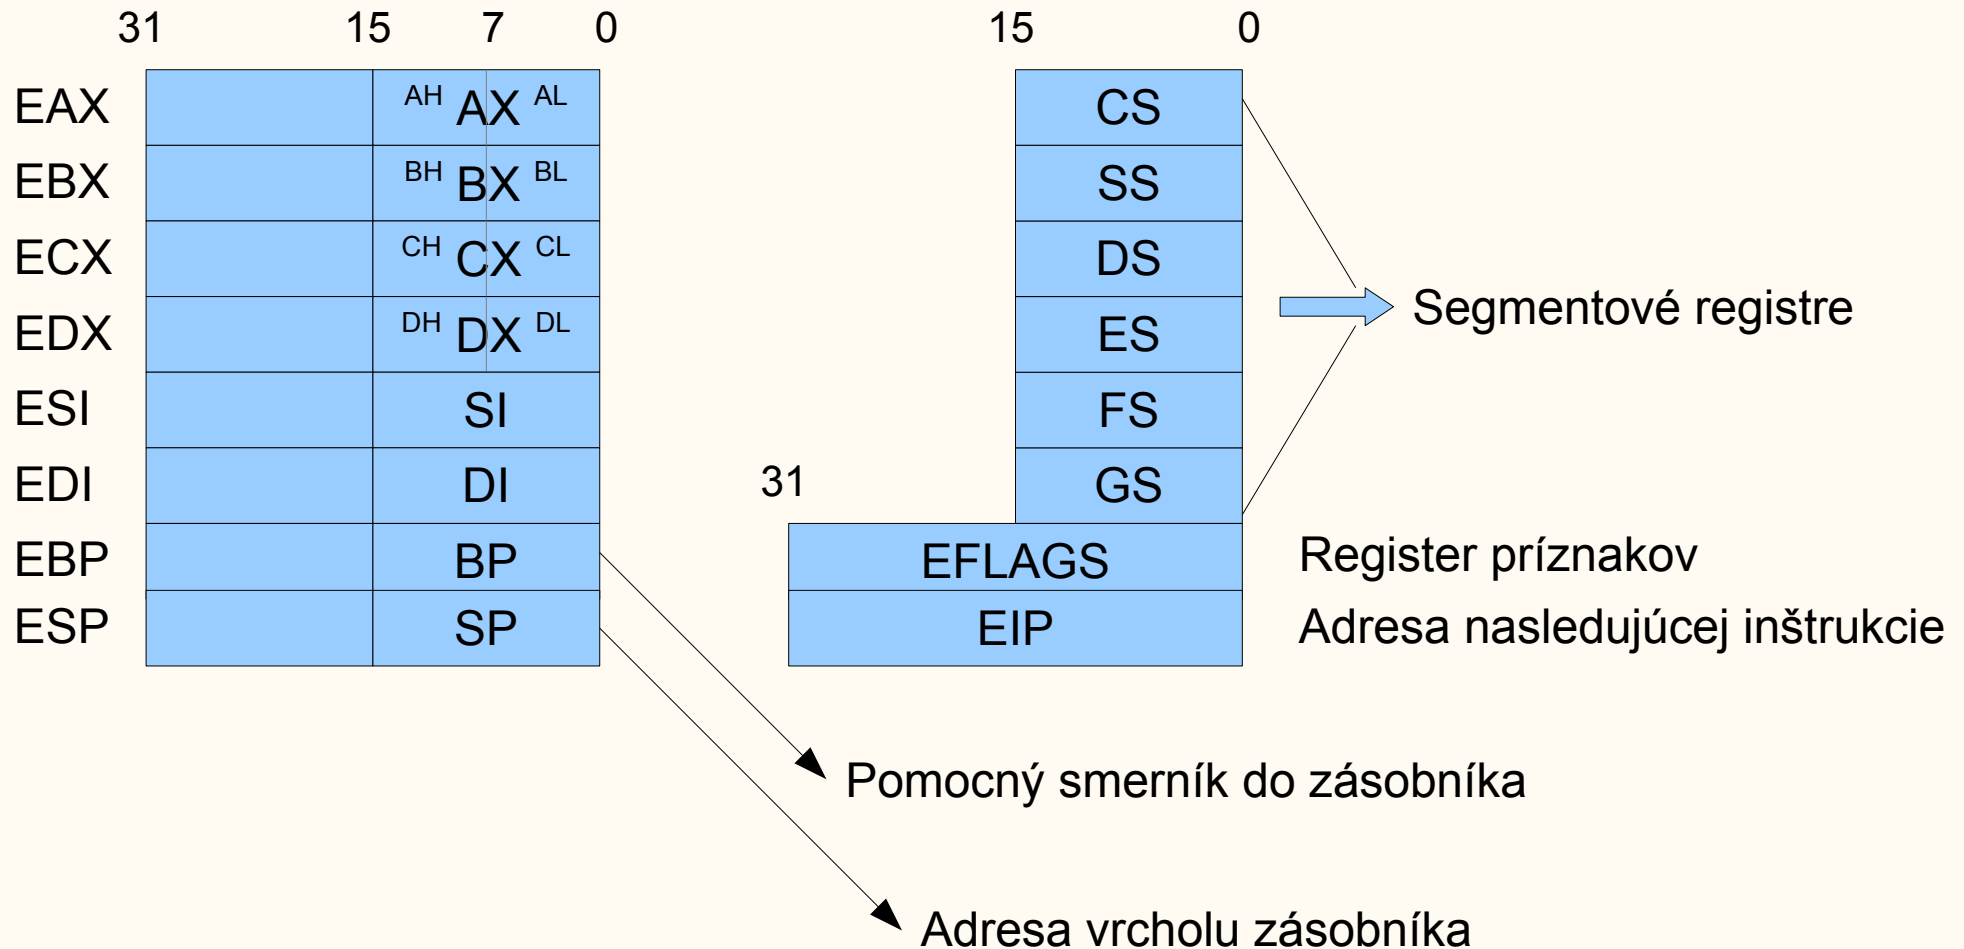 31 15 7 0 15 0
EAX AH AX AL CS
EBX BH BX BL SS
ECX CH CX CL DS
EDX DH DX DL ES
Segmentové registre
ESI SI FS
EDI DI 31 GS
EBP BP EFLAGS Register príznakov
ESP SP EIP Adresa nasledujúcej inštrukcie
Pomocný smerník do zásobníka
Adresa vrcholu zásobníka